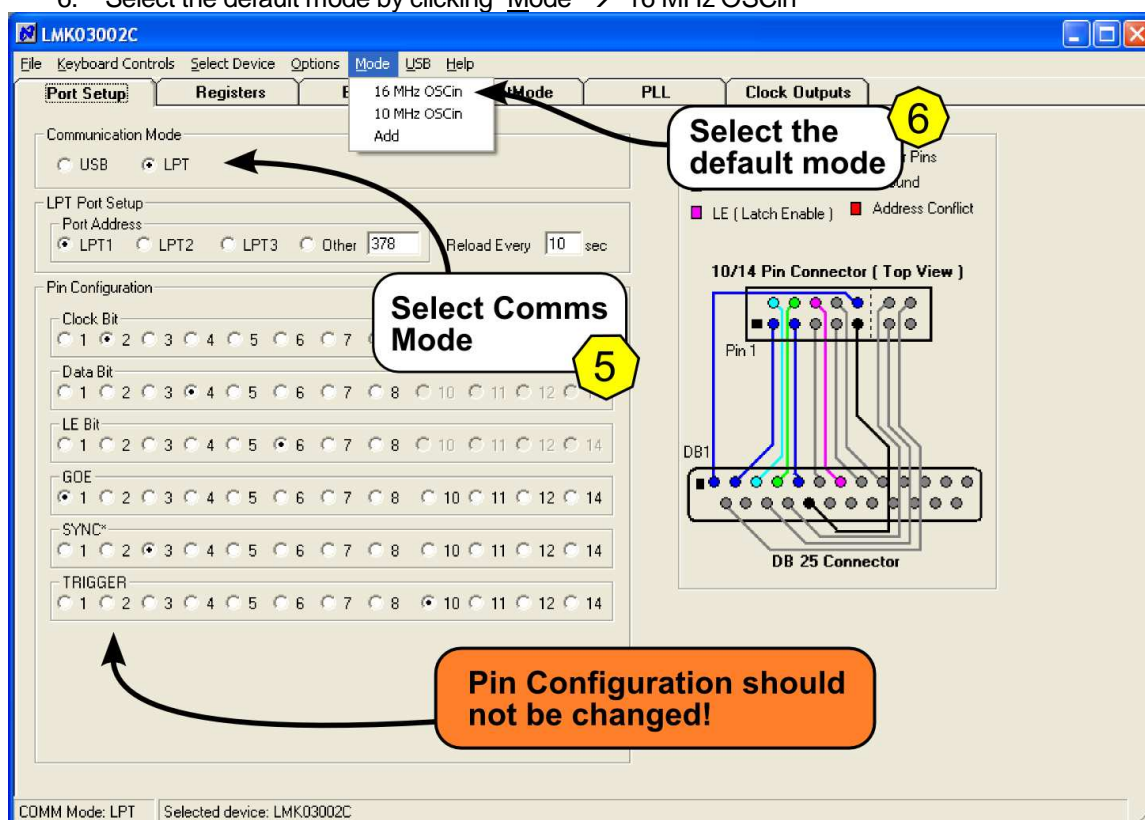 6. Select the default mode by clicking "Mode" → "16 MHz OSCin"
LMK03002C
File Keyboard Controls Select Device Options Mode USB Help
Port Setup Registers tMode PLL Clock Outputs
16 MHz OSCin
10 MHz OSCin
Add
Select the
default mode
6
Communication Mode
USB LPT
Pins
LE ( Latch Enable ) Address Conflict
LPT Port Setup
Port Address
LPT1 LPT2 LPT3 Other 378 Reload Every 10 sec
10/14 Pin Connector ( Top View )
Pin 1
Pin Configuration
Select Comms
Mode
5
Clock Bit
1 2 3 4 5 6 7
Data Bit
1 2 3 4 5 6 7 8 10 11 12
LE Bit
1 2 3 4 5 6 7 8 10 11 12 14
GOE
1 2 3 4 5 6 7 8 10 11 12 14
SYNC*
1 2 3 4 5 6 7 8 10 11 12 14
TRIGGER
1 2 3 4 5 6 7 8 10 11 12 14
DB1
DB 25 Connector
Pin Configuration should
not be changed!
COMM Mode: LPT Selected device: LMK03002C